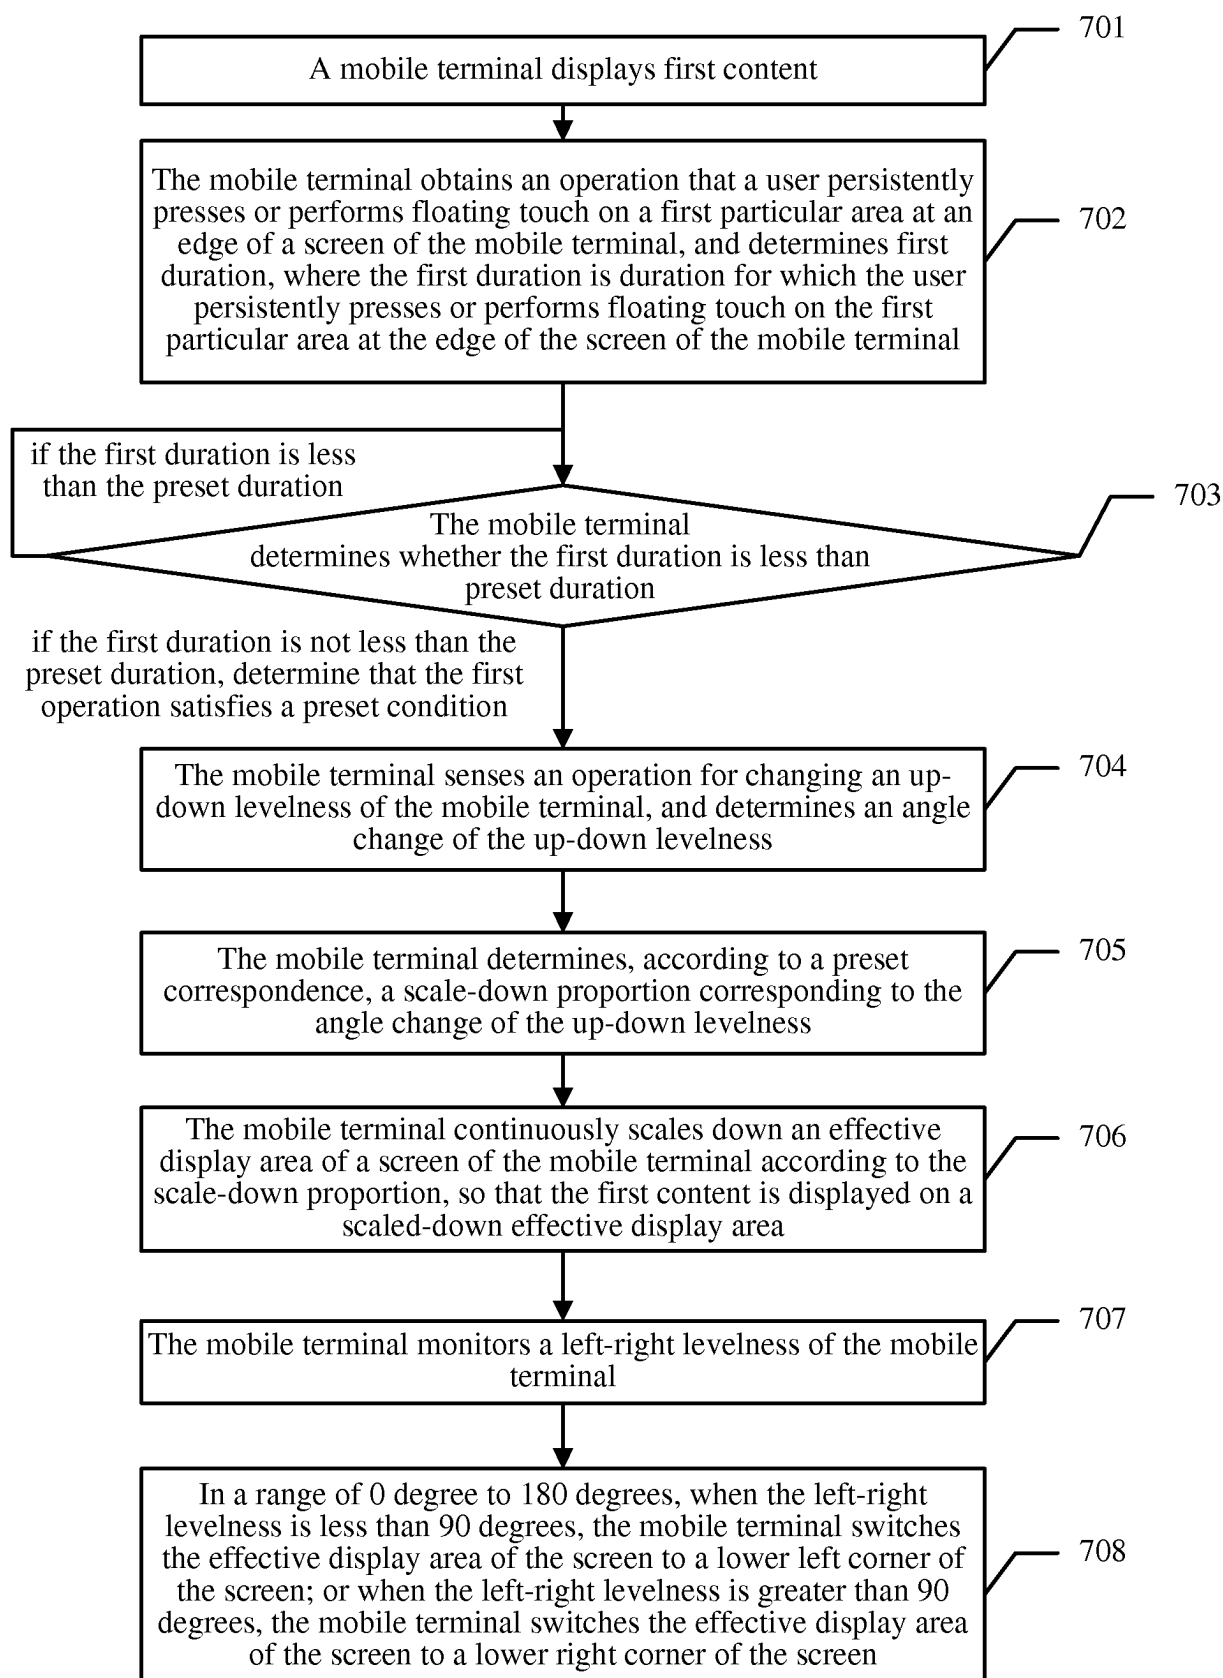 701
A mobile terminal displays first content
The mobile terminal obtains an operation that a user persistently
presses or performs floating touch on a first particular area at an
edge of a screen of the mobile terminal, and determines first
duration, where the first duration is duration for which the user
persistently presses or performs floating touch on the first
particular area at the edge of the screen of the mobile terminal
702
if the first duration is less
than the preset duration
703
The mobile terminal
determines whether the first duration is less than
preset duration
if the first duration is not less than the
preset duration, determine that the first
operation satisfies a preset condition
The mobile terminal senses an operation for changing an up-
down levelness of the mobile terminal, and determines an angle
change of the up-down levelness
704
The mobile terminal determines, according to a preset
correspondence, a scale-down proportion corresponding to the
angle change of the up-down levelness
705
The mobile terminal continuously scales down an effective
display area of a screen of the mobile terminal according to the
scale-down proportion, so that the first content is displayed on a
scaled-down effective display area
706
The mobile terminal monitors a left-right levelness of the mobile
terminal
707
In a range of 0 degree to 180 degrees, when the left-right
levelness is less than 90 degrees, the mobile terminal switches
the effective display area of the screen to a lower left corner of
the screen; or when the left-right levelness is greater than 90
degrees, the mobile terminal switches the effective display area
of the screen to a lower right corner of the screen
708